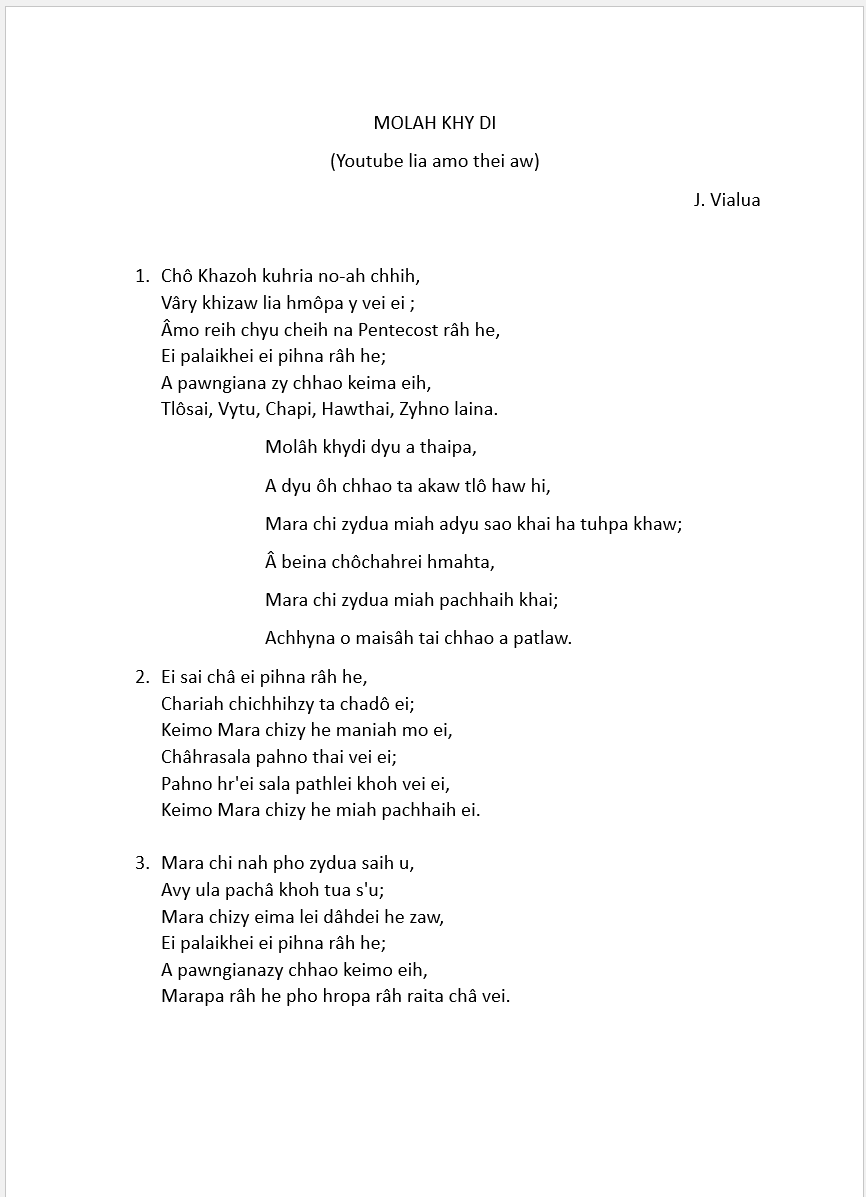 MOLAH KHY DI
(Youtube lia amo thei aw)
J. Vialua
1. Chô Khazoh kuhria no-ah chhih,
Vâry khizaw lia hmôpa y vei ei ;
Âmo reih chyu cheih na Pentecost râh he,
Ei palaikhei ei pihna râh he;
A pawngiana zy chhao keima eih,
Tlôsai, Vytu, Chapi, Hawthai, Zyhno laina.
Molâh khydi dyu a thaipa,
A dyu ôh chhao ta akaw tlô haw hi,
Mara chi zydua miah adyu sao khai ha tuhpa khaw;
Â beina chôchahrei hmahta,
Mara chi zydua miah pachhaih khai;
Achhyna o maisâh tai chhao a patlaw.
2. Ei sai châ ei pihna râh he,
Chariah chichhihzy ta chadô ei;
Keimo Mara chizy he maniah mo ei,
Châhrasala pahno thai vei ei;
Pahno hr'ei sala pathlei khoh vei ei,
Keimo Mara chizy he miah pachhaih ei.
3. Mara chi nah pho zydua saih u,
Avy ula pachâ khoh tua s'u;
Mara chizy eima lei dâhdei he zaw,
Ei palaikhei ei pihna râh he;
A pawngianazy chhao keimo eih,
Marapa râh he pho hropa râh raita châ vei.